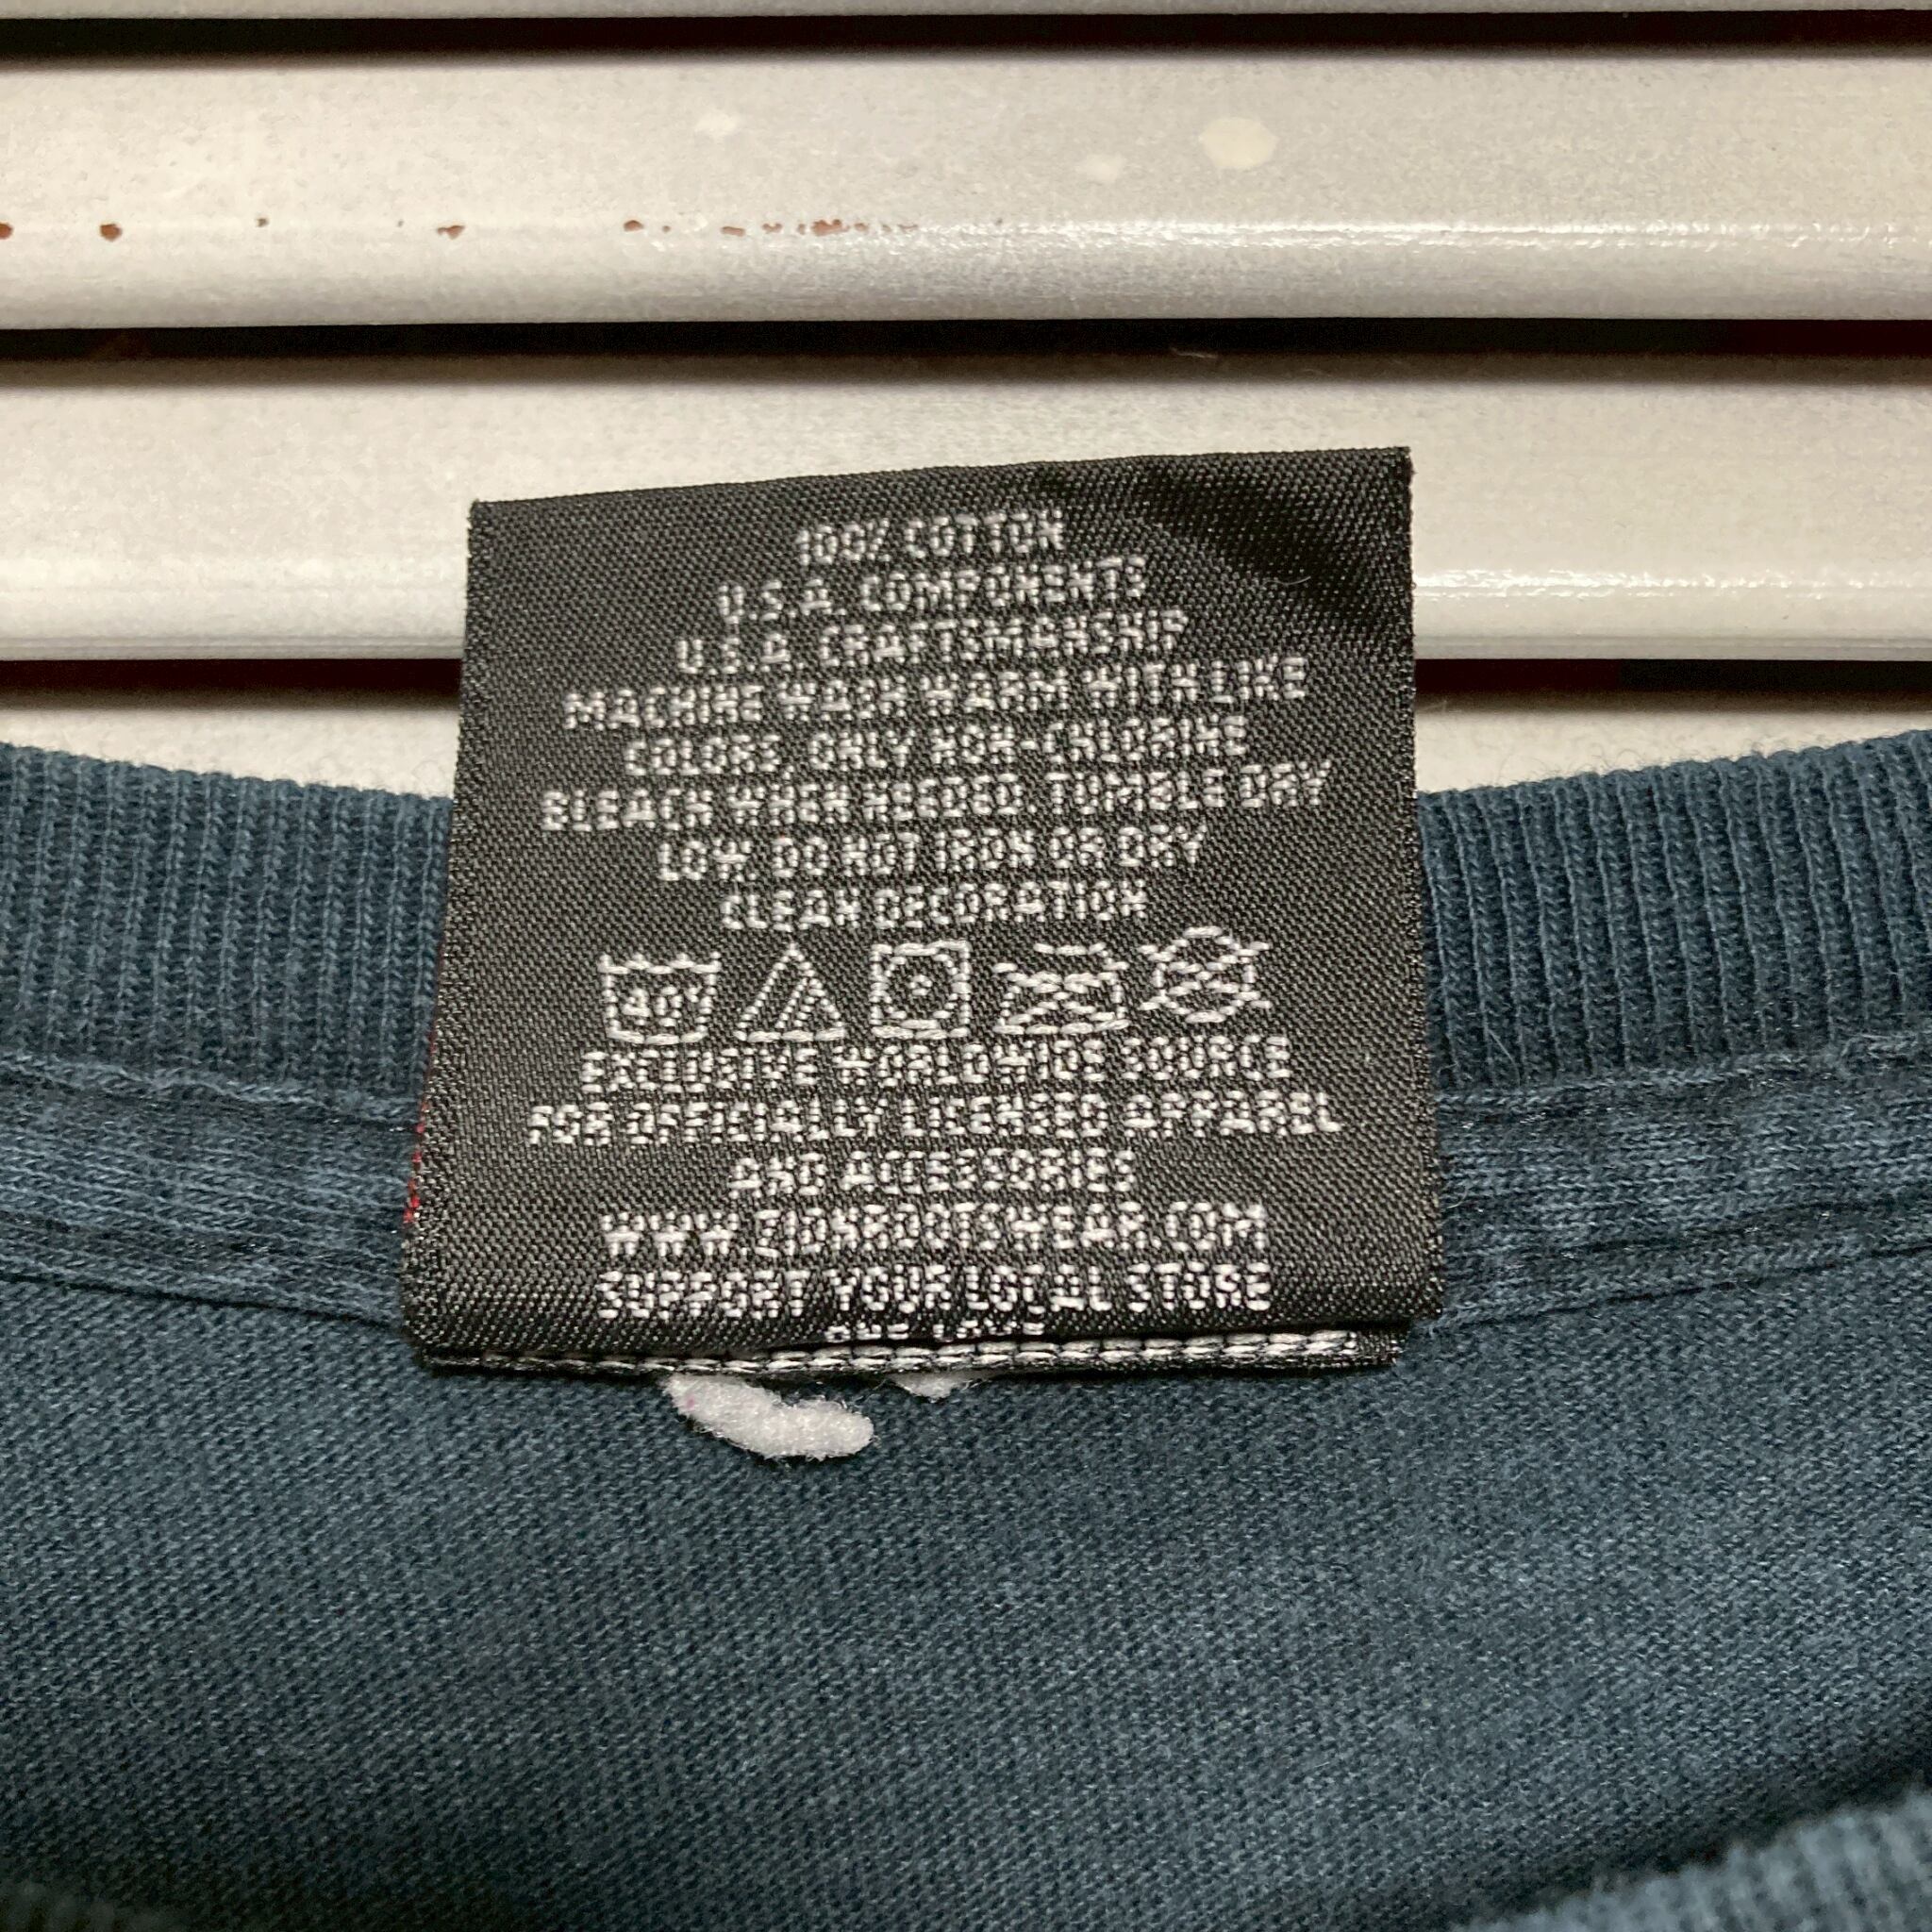 100% COTTON
U.S.A. COMPONENTS
U.S.A. CRAFTSMANSHIP
MACHINE WASH WARM WITH LIKE
COLORS, ONLY NON-CHLORINE
BLEACH WHEN NEEDED, TUMBLE DRY
LOW. DO NOT IRON OR DRY
CLEAN DECORATION
40°
EXCLUSIVE WORLDWIDE SOURCE
FOR OFFICIALLY LICENSED APPAREL
AND ACCESSORIES
WWW.ZIONROOTSWEAR.COM
SUPPORT YOUR LOCAL STORE